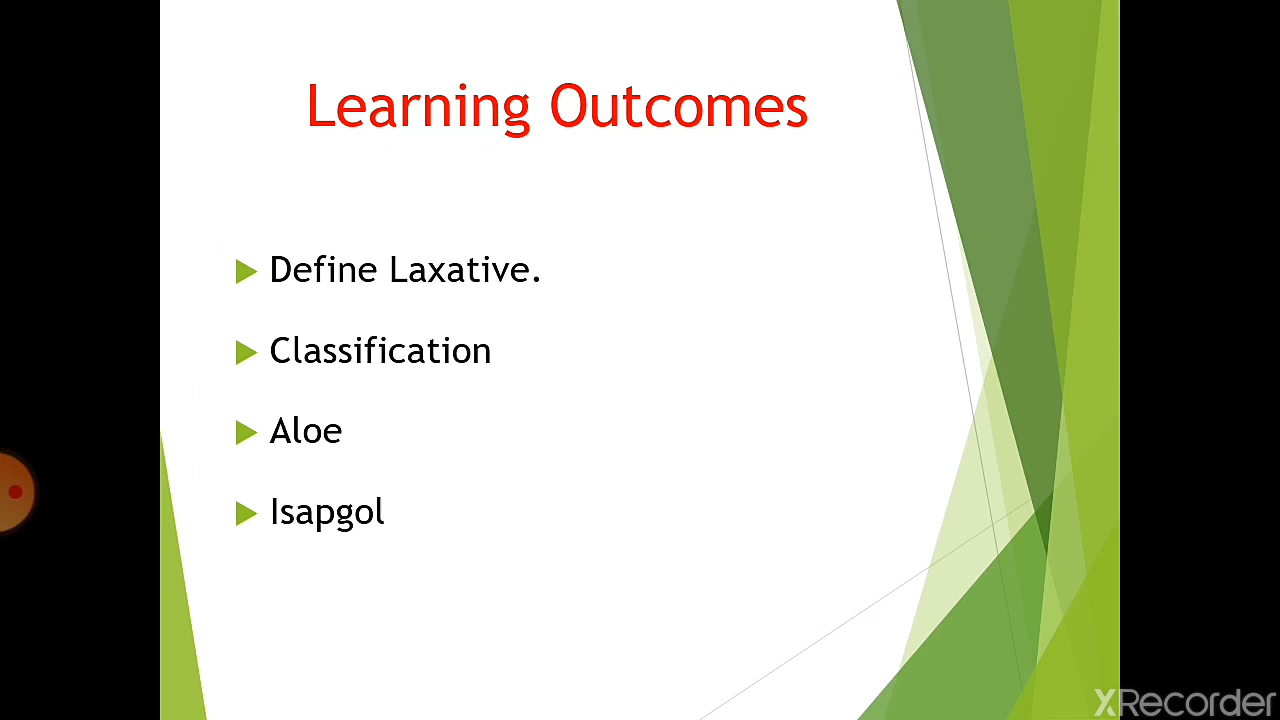 Learning Outcomes
Define Laxative.
Classification
Aloe
Isapgol
XRecorder